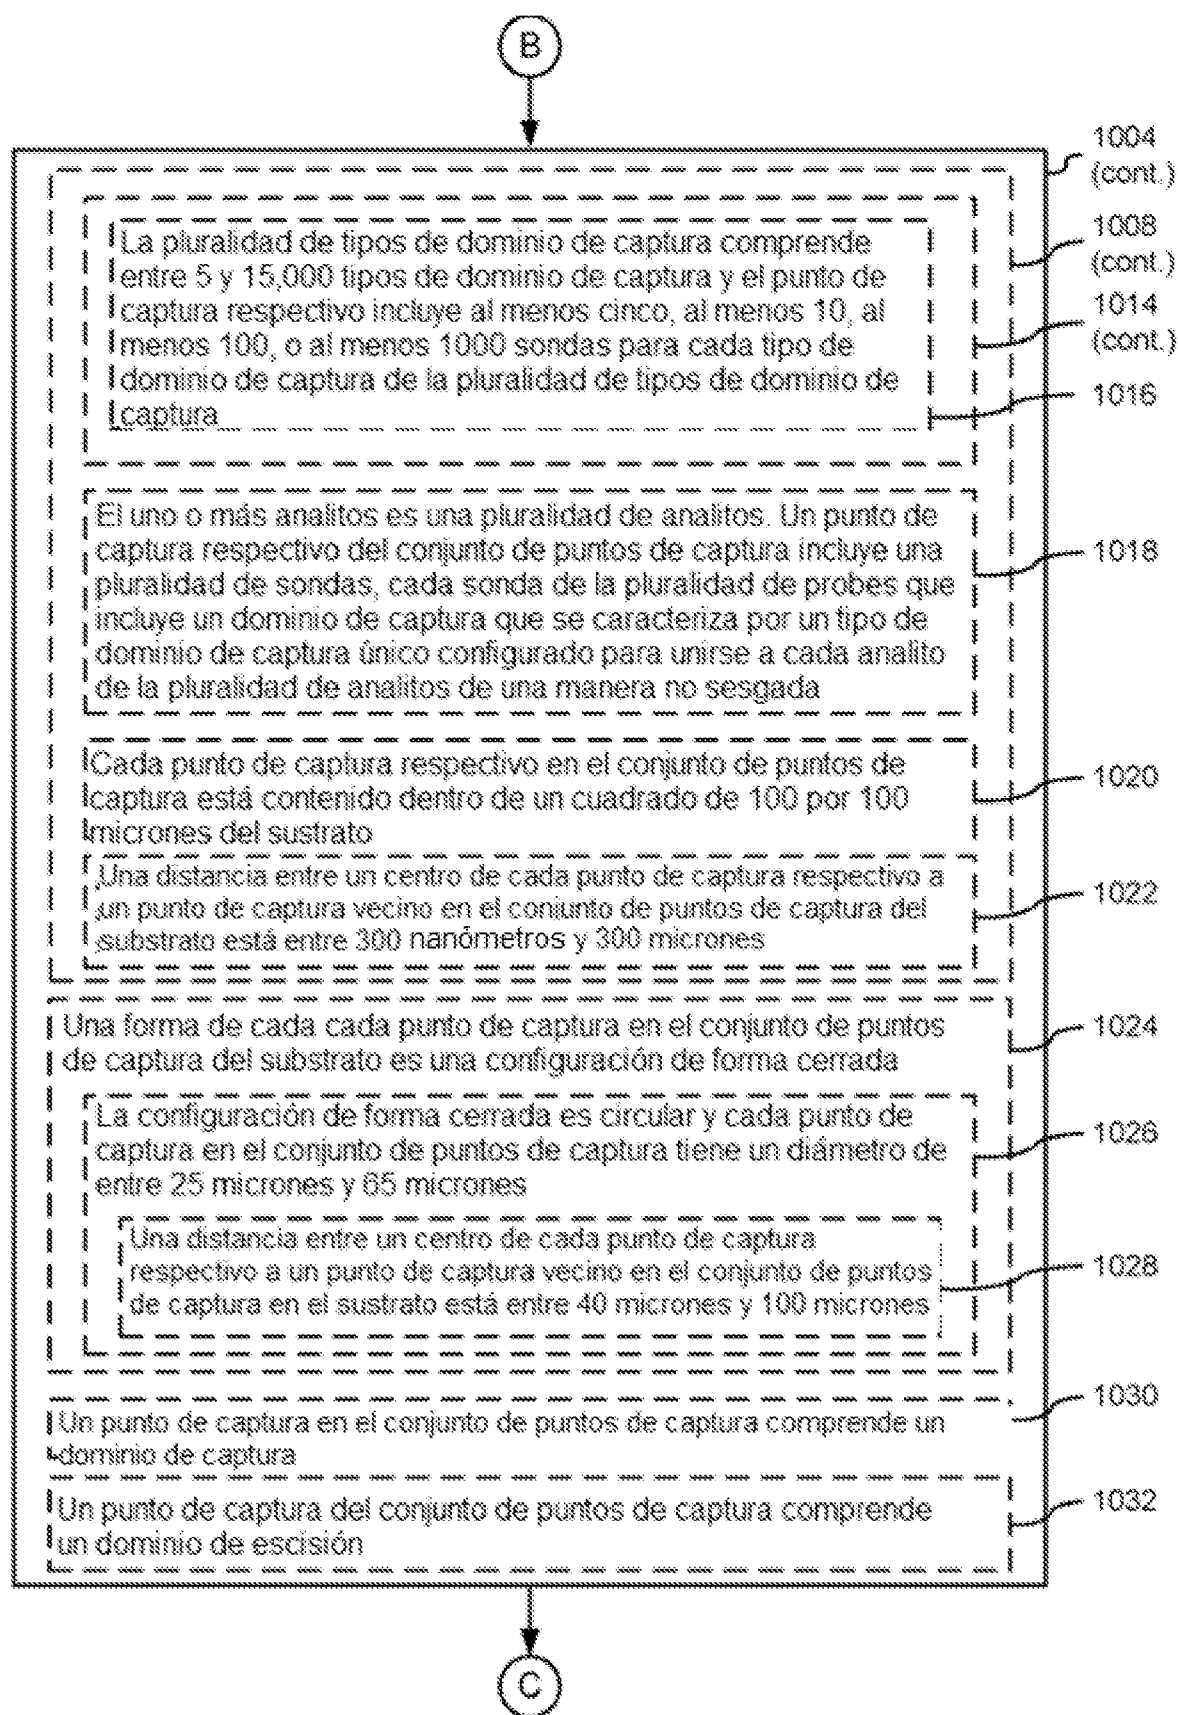 B
1004
(cont.)
1008
(cont.)
1014
(cont.)
La pluralidad de tipos de dominio de captura comprende
entre 5 y 15,000 tipos de dominio de captura y el punto de
captura respectivo incluye al menos cinco, al menos 10, al
menos 100, o al menos 1000 sondas para cada tipo de
dominio de captura de la pluralidad de tipos de dominio de
captura
1016
El uno o más analitos es una pluralidad de analitos. Un punto de
captura respectivo del conjunto de puntos de captura incluye una
pluralidad de sondas, cada sonda de la pluralidad de probes que
incluye un dominio de captura que se caracteriza por un tipo de
dominio de captura único configurado para unirse a cada analito
de la pluralidad de analitos de una manera no sesgada
1018
Cada punto de captura respectivo en el conjunto de puntos de
captura está contenido dentro de un cuadrado de 100 por 100
micrones del sustrato
1020
Una distancia entre un centro de cada punto de captura respectivo a
un punto de captura vecino en el conjunto de puntos de captura del
substrato está entre 300 nanómetros y 300 micrones
1022
Una forma de cada cada punto de captura en el conjunto de puntos
de captura del substrato es una configuración de forma cerrada
1024
La configuración de forma cerrada es circular y cada punto de
captura en el conjunto de puntos de captura tiene un diámetro de
entre 25 micrones y 65 micrones
1026
Una distancia entre un centro de cada punto de captura
respectivo a un punto de captura vecino en el conjunto de puntos
de captura en el sustrato está entre 40 micrones y 100 micrones
1028
Un punto de captura en el conjunto de puntos de captura comprende un
dominio de captura
1030
Un punto de captura del conjunto de puntos de captura comprende
un dominio de escisión
1032
C